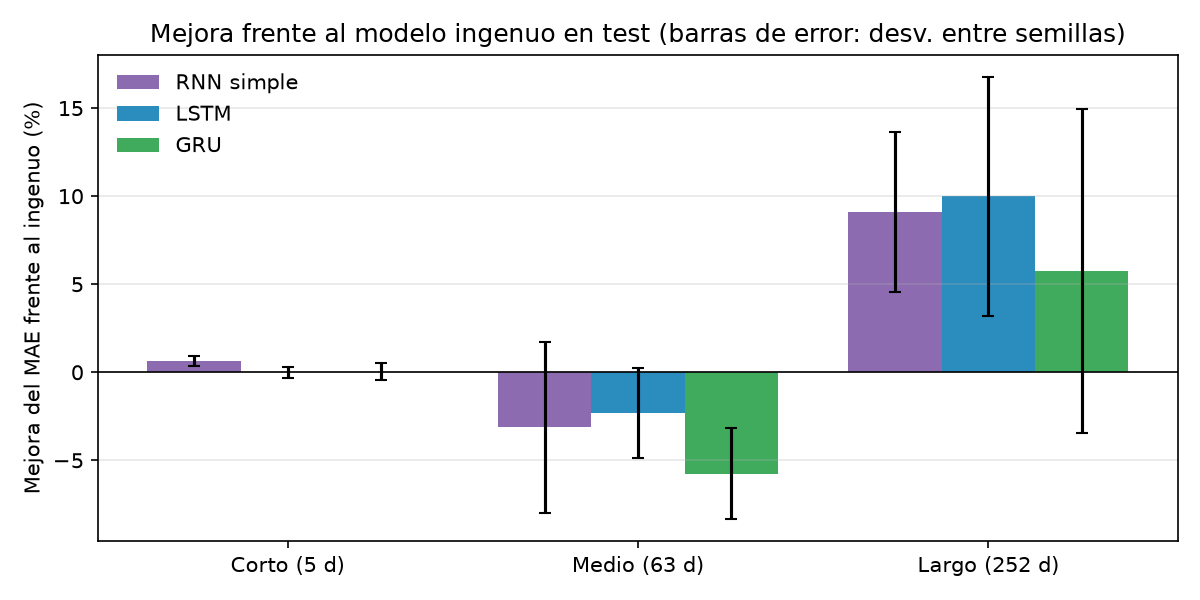 Mejora frente al modelo ingenuo en test (barras de error: desv. entre semillas)
Mejora del MAE frente al ingenuo (%)
RNN simple
LSTM
GRU
15
10
5
0
−5
Corto (5 d)
Medio (63 d)
Largo (252 d)